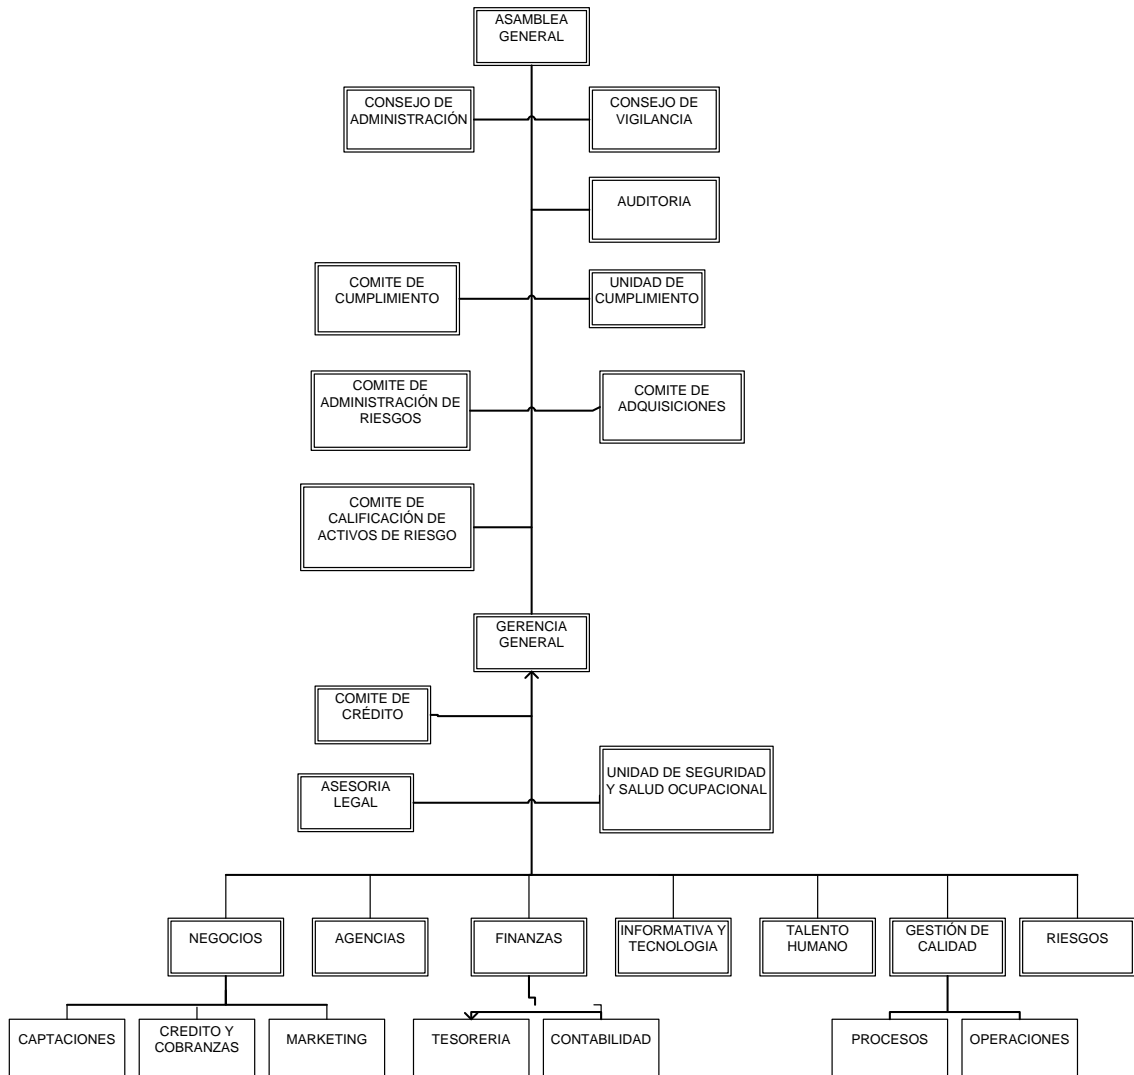 ASAMBLEA
GENERAL
CONSEJO DE
ADMINISTRACIÓN
CONSEJO DE
VIGILANCIA
AUDITORIA
COMITE DE
CUMPLIMIENTO
UNIDAD DE
CUMPLIMIENTO
COMITE DE
ADMINISTRACIÓN DE
RIESGOS
COMITE DE
ADQUISICIONES
COMITE DE
CALIFICACIÓN DE
ACTIVOS DE RIESGO
GERENCIA
GENERAL
COMITE DE
CRÉDITO
ASESORIA
LEGAL
UNIDAD DE SEGURIDAD
Y SALUD OCUPACIONAL
NEGOCIOS
AGENCIAS
FINANZAS
INFORMATIVA Y
TECNOLOGIA
TALENTO
HUMANO
GESTIÓN DE
CALIDAD
RIESGOS
CAPTACIONES
CREDITO Y
COBRANZAS
MARKETING
TESORERIA
CONTABILIDAD
PROCESOS
OPERACIONES